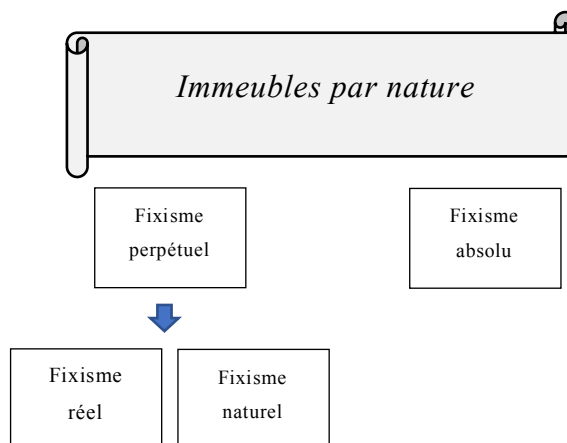 Immeubles par nature
Fixisme
perpétuel
Fixisme
absolu
Fixisme
réel
Fixisme
naturel